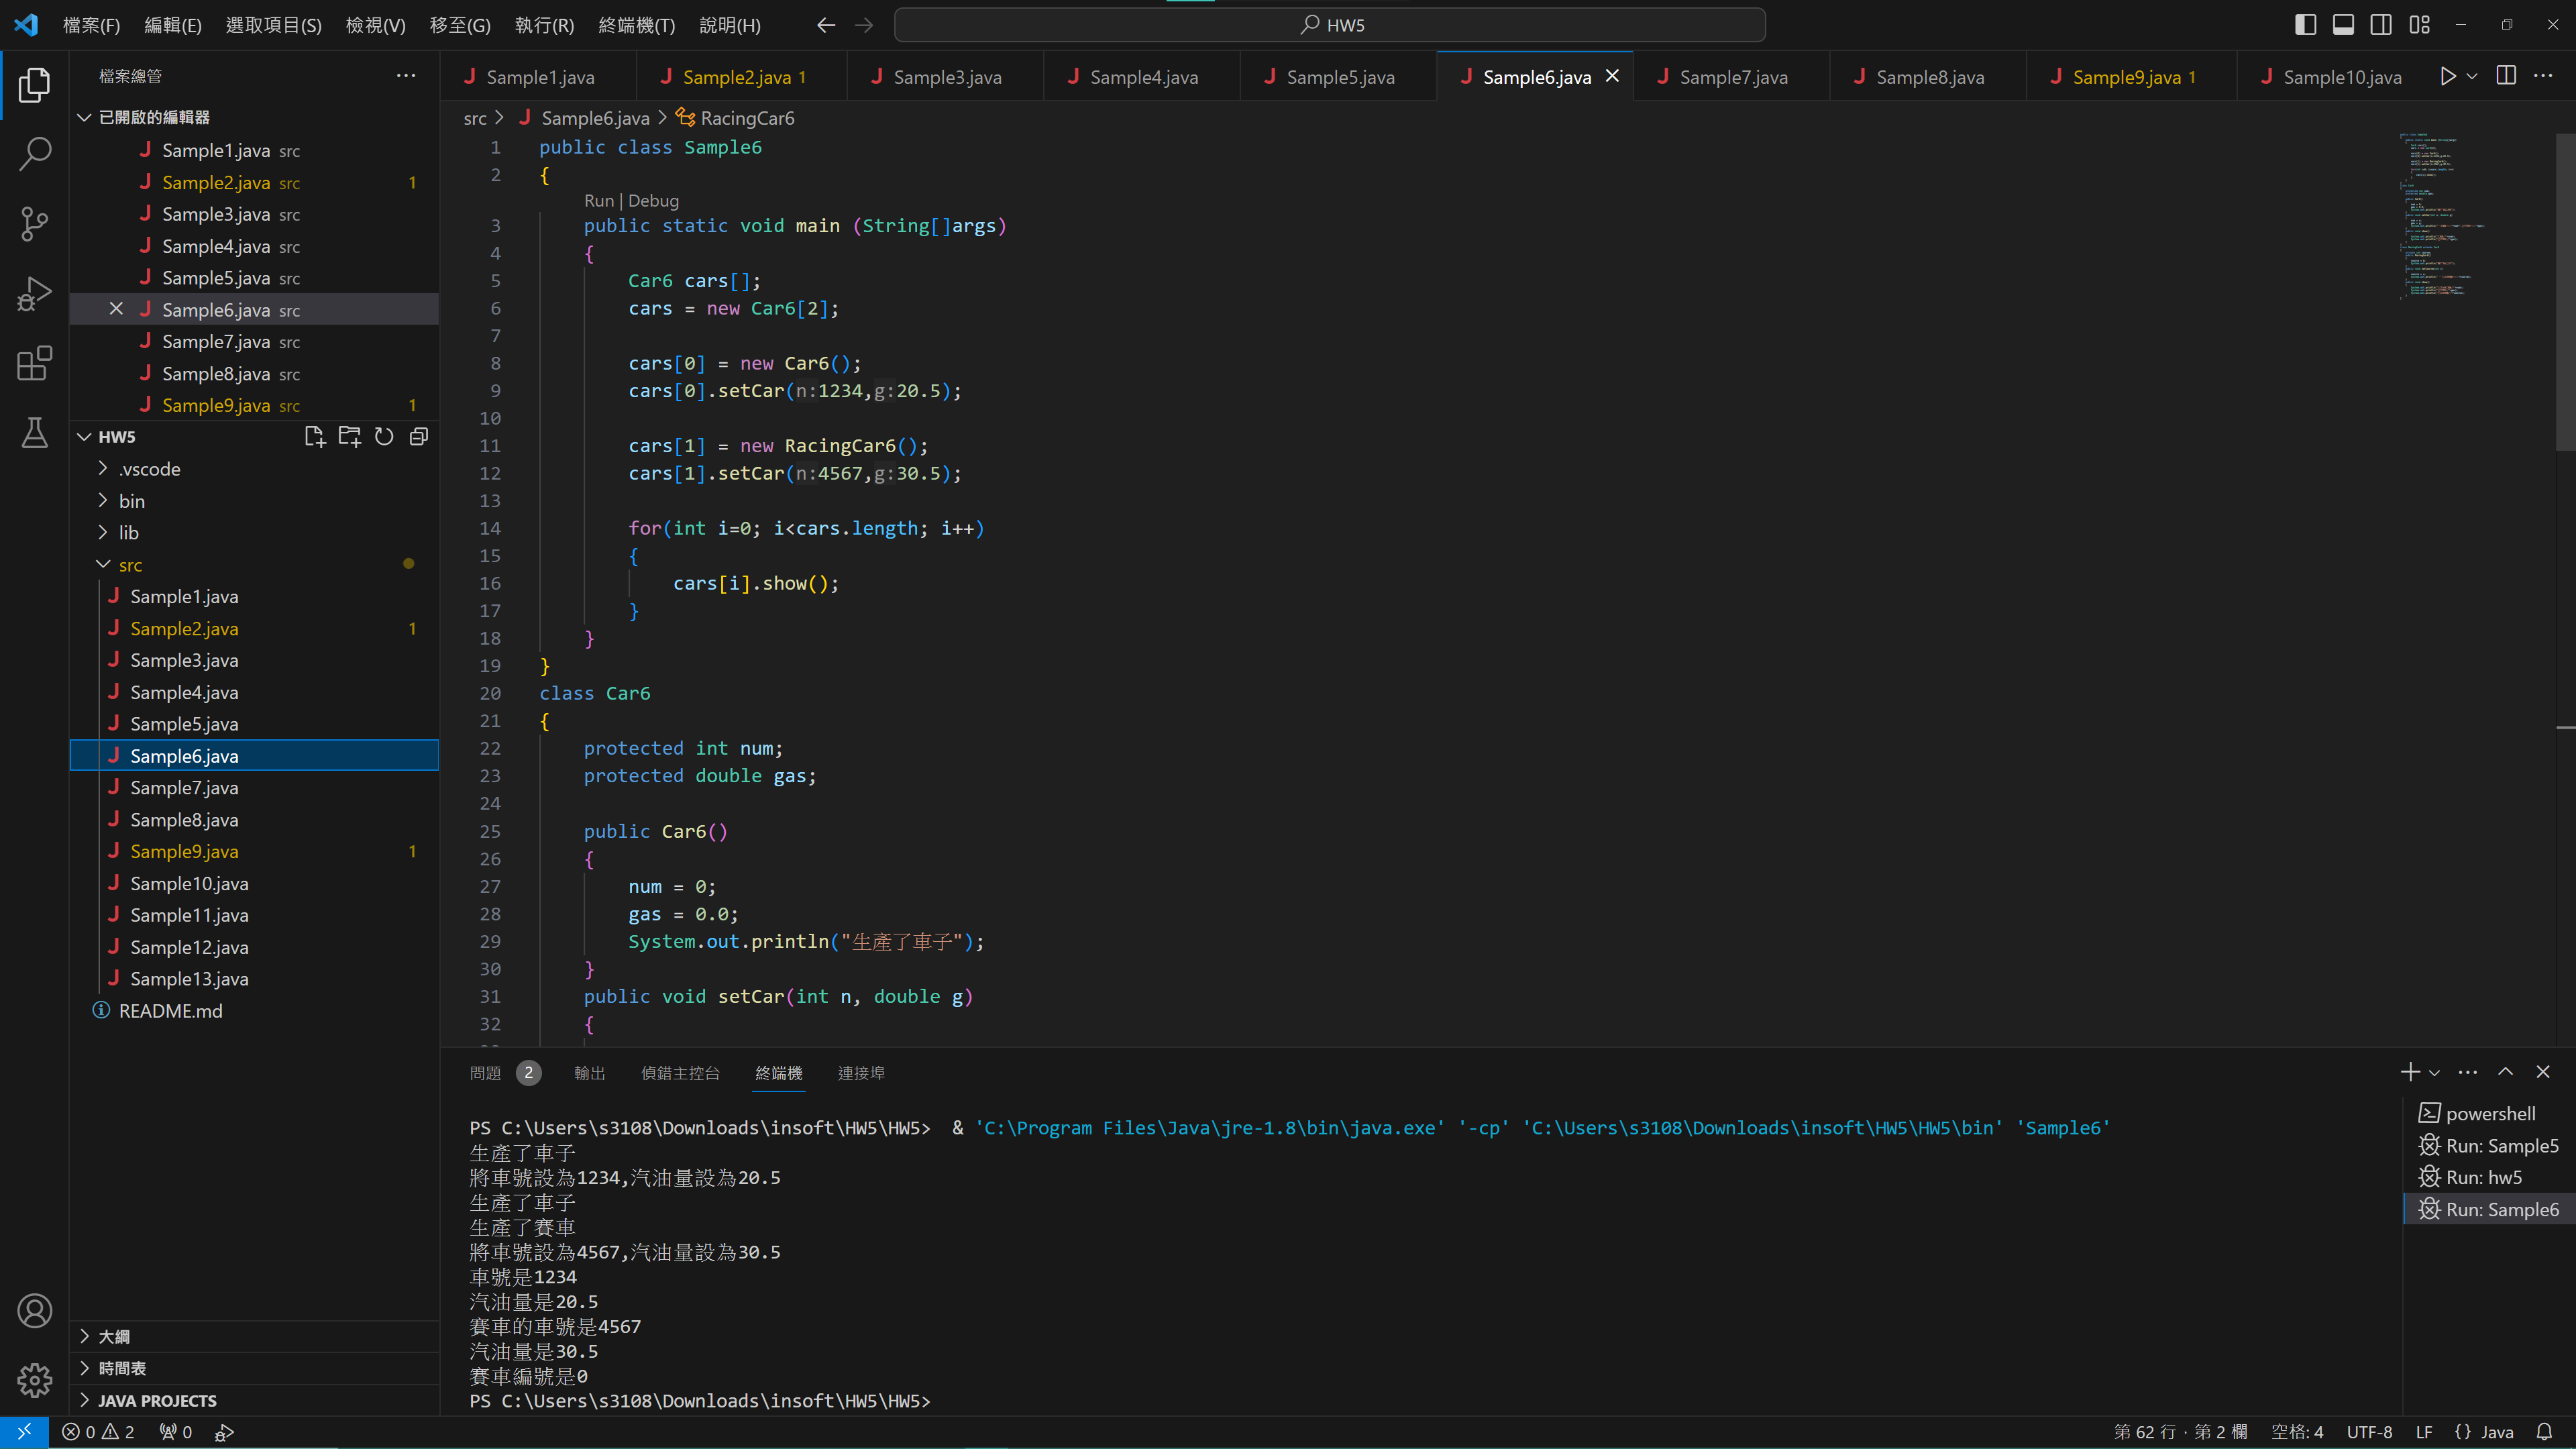 檔案(F) 編輯(E) 選取項目(S) 檢視(V) 移至(G) 執行(R) 終端機(T) 說明(H)
HW5
檔案總管
已開啟的編輯器
Sample1.java src
Sample2.java src 1
Sample3.java src
Sample4.java src
Sample5.java src
Sample6.java src
Sample7.java src
Sample8.java src
Sample9.java src 1
HW5
.vscode
bin
lib
src
Sample1.java
Sample2.java 1
Sample3.java
Sample4.java
Sample5.java
Sample6.java
Sample7.java
Sample8.java
Sample9.java 1
Sample10.java
Sample11.java
Sample12.java
Sample13.java
README.md
大綱
時間表
JAVA PROJECTS
Sample1.java Sample2.java 1 Sample3.java Sample4.java Sample5.java Sample6.java Sample7.java Sample8.java Sample9.java 1 Sample10.java
src > Sample6.java > RacingCar6
1 public class Sample6
2 {
Run | Debug
3 public static void main (String[]args)
4 {
5 Car6 cars[];
6 cars = new Car6[2];
7
8 cars[0] = new Car6();
9 cars[0].setCar(n:1234,g:20.5);
10
11 cars[1] = new RacingCar6();
12 cars[1].setCar(n:4567,g:30.5);
13
14 for(int i=0; i<cars.length; i++)
15 {
16 cars[i].show();
17 }
18 }
19 }
20 class Car6
21 {
22 protected int num;
23 protected double gas;
24
25 public Car6()
26 {
27 num = 0;
28 gas = 0.0;
29 System.out.println("生產了車子");
30 }
31 public void setCar(int n, double g)
32 {
問題 2 輸出 偵錯主控台 終端機 連接埠
PS C:\Users\s3108\Downloads\insoft\HW5\HW5>  & 'C:\Program Files\Java\jre-1.8\bin\java.exe' '-cp' 'C:\Users\s3108\Downloads\insoft\HW5\HW5\bin' 'Sample6'
生產了車子
將車號設為1234,汽油量設為20.5
生產了車子
生產了賽車
將車號設為4567,汽油量設為30.5
車號是1234
汽油量是20.5
賽車的車號是4567
汽油量是30.5
賽車編號是0
PS C:\Users\s3108\Downloads\insoft\HW5\HW5>
powershell
Run: Sample5
Run: hw5
Run: Sample6
0 2 0
第 62 行，第 2 欄 空格: 4 UTF-8 LF {} Java